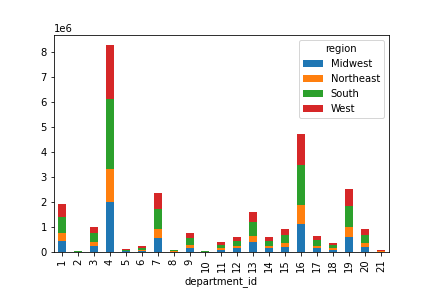 1e6
region
Midwest
Northeast
South
West
8
7
6
5
4
3
2
1
0
1 2 3 4 5 6 7 8 9 10 11 12 13 14 15 16 17 18 19 20 21
department_id